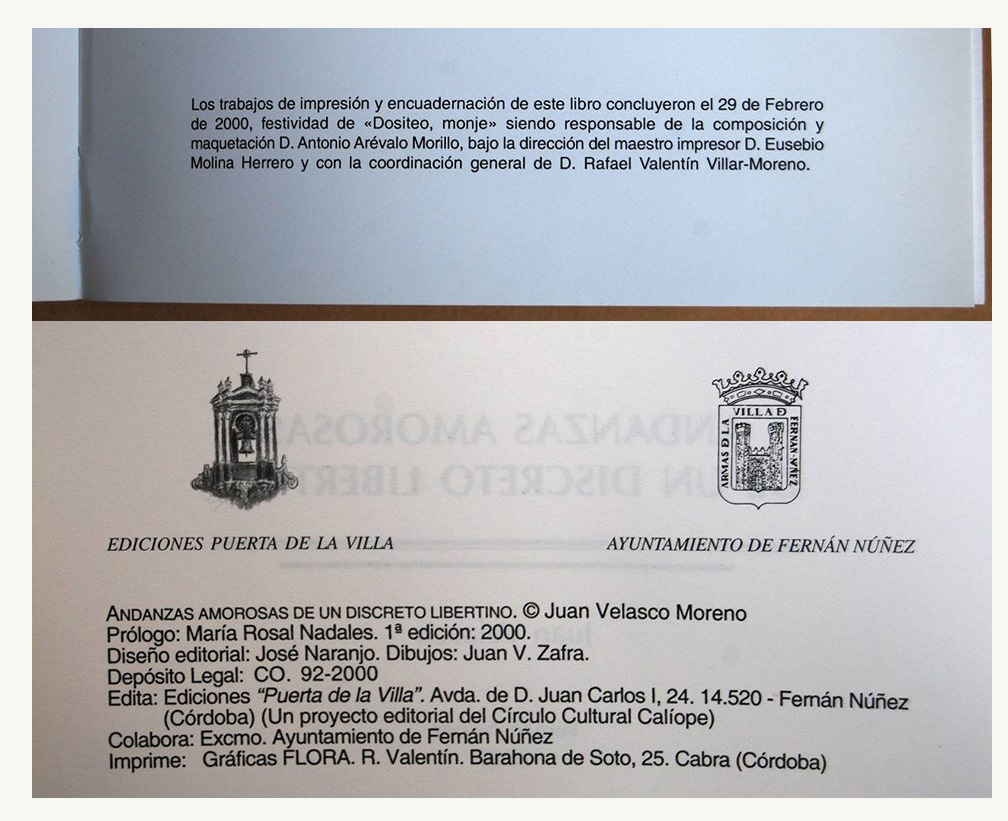 Los trabajos de impresión y encuadernación de este libro concluyeron el 29 de Febrero
de 2000, festividad de «Dositeo, monje» siendo responsable de la composición y
maquetación D. Antonio Arévalo Morillo, bajo la dirección del maestro impresor D. Eusebio
Molina Herrero y con la coordinación general de D. Rafael Valentín Villar-Moreno.
ARMAS Đ LA VILLA Đ FERNAN-NÑEZ
EDICIONES PUERTA DE LA VILLA
AYUNTAMIENTO DE FERNÁN NÚÑEZ
ANDANZAS AMOROSAS DE UN DISCRETO LIBERTINO. © Juan Velasco Moreno
Prólogo: María Rosal Nadales. 1ª edición: 2000.
Diseño editorial: José Naranjo. Dibujos: Juan V. Zafra.
Depósito Legal: CO. 92-2000
Edita: Ediciones “Puerta de la Villa”. Avda. de D. Juan Carlos I, 24. 14.520 - Fernán Núñez
(Córdoba) (Un proyecto editorial del Círculo Cultural Calíope)
Colabora: Excmo. Ayuntamiento de Fernán Núñez
Imprime: Gráficas FLORA. R. Valentín. Barahona de Soto, 25. Cabra (Córdoba)